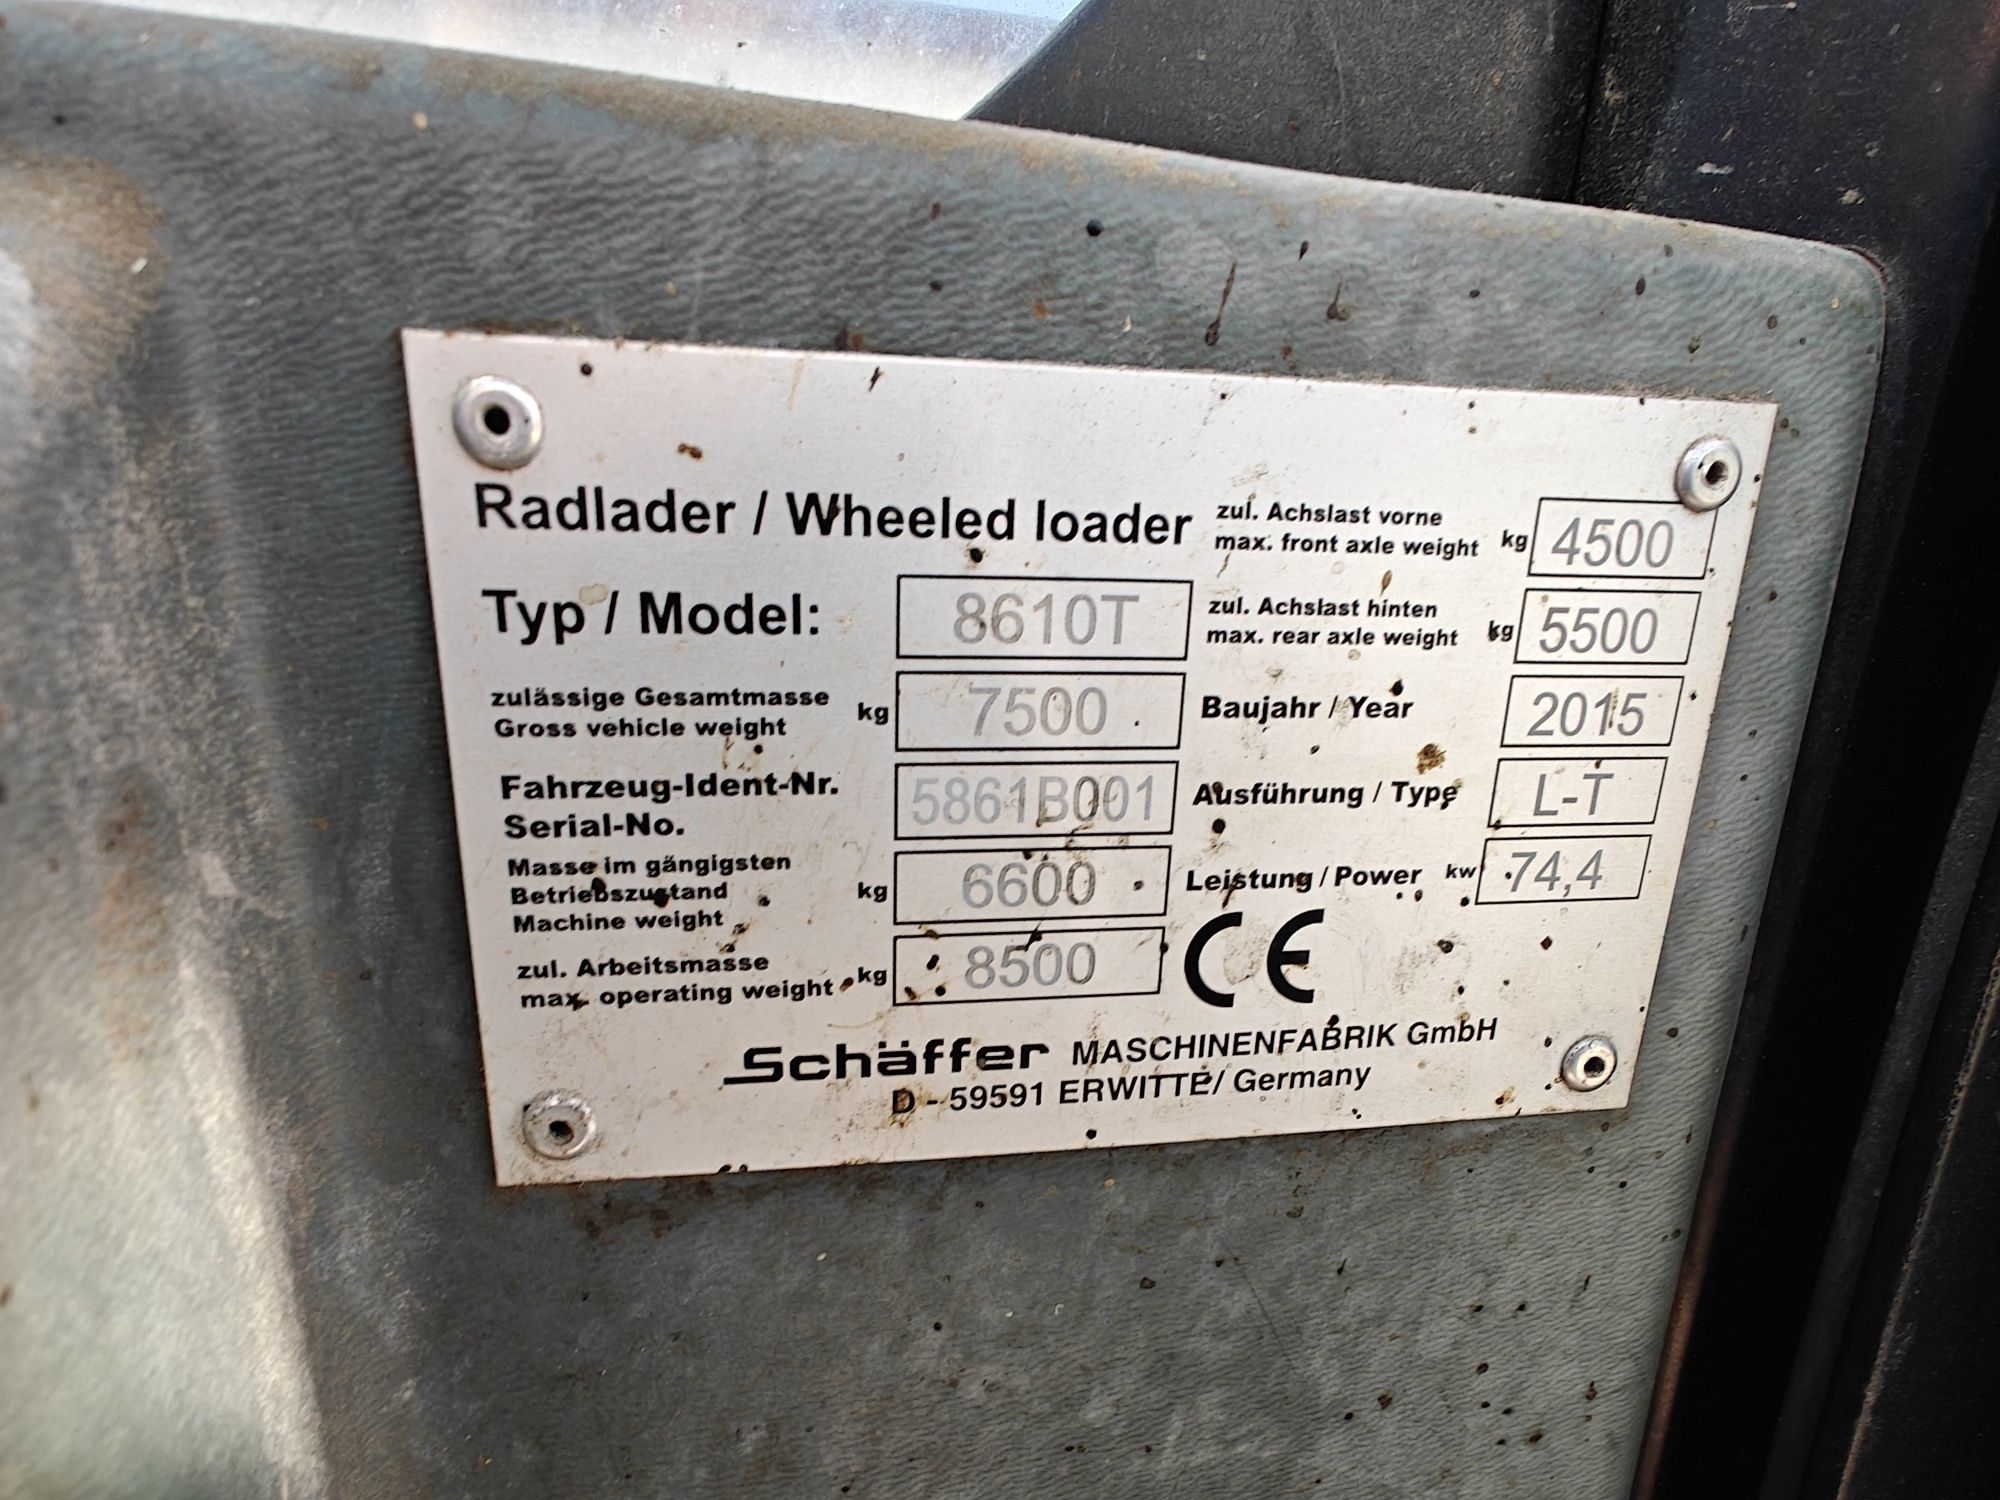 Radlader / Wheeled loader
Typ / Model: 8610T
zulässige Gesamtmasse
Gross vehicle weight kg 7500
Fahrzeug-Ident-Nr.
Serial-No. 5861B001
Masse im gängigsten
Betriebszustand
Machine weight kg 6600
zul. Arbeitsmasse
max. operating weight kg 8500
zul. Achslast vorne
max. front axle weight kg 4500
zul. Achslast hinten
max. rear axle weight kg 5500
Baujahr / Year 2015
Ausführung / Type L-T
Leistung / Power kw 74,4
CE
Schäffer MASCHINENFABRIK GmbH
D - 59591 ERWITTE/ Germany